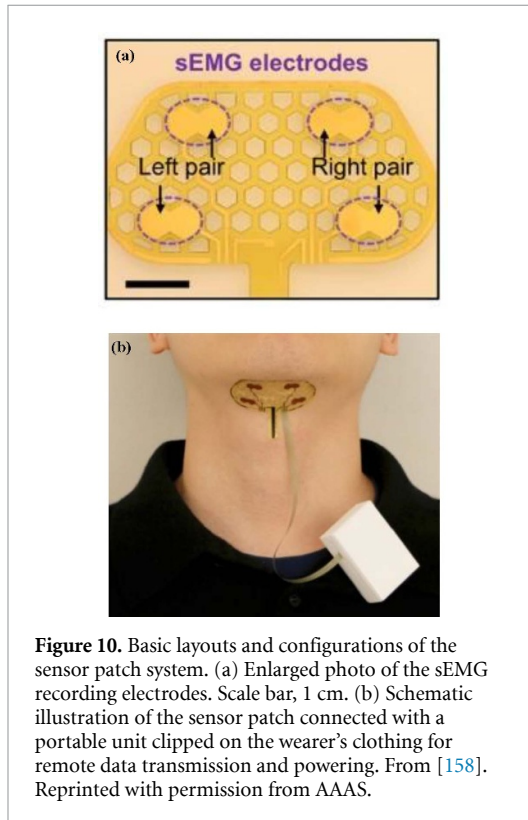 (a)
sEMG electrodes
Left pair
Right pair
(b)
Figure 10. Basic layouts and configurations of the
sensor patch system. (a) Enlarged photo of the sEMG
recording electrodes. Scale bar, 1 cm. (b) Schematic
illustration of the sensor patch connected with a
portable unit clipped on the wearer's clothing for
remote data transmission and powering. From [158].
Reprinted with permission from AAAS.